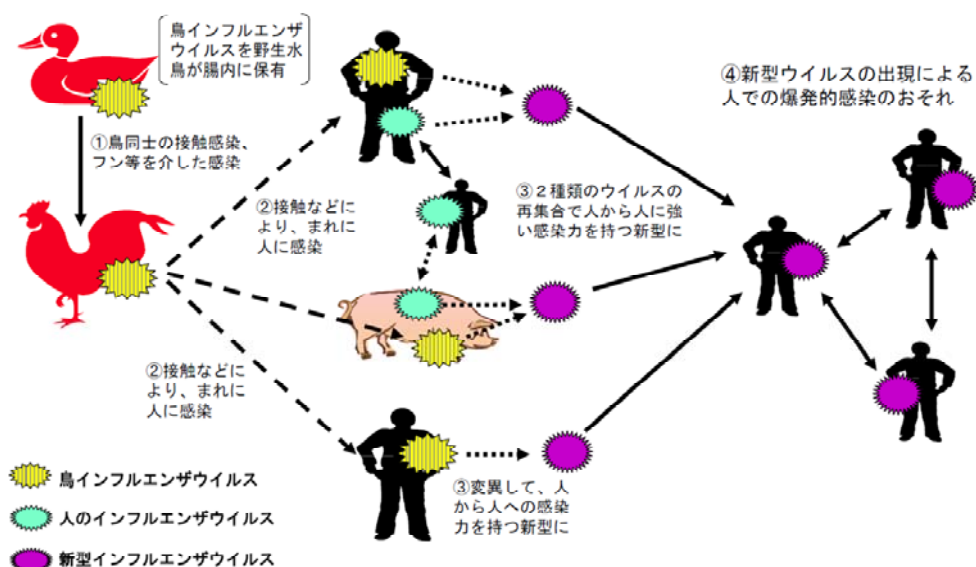 鳥インフルエンザ
ウイルスを野生水
鳥が腸内に保有
①鳥同士の接触感染、
フン等を介した感染
②接触などに
より、まれに
人に感染
③２種類のウイルスの
再集合で人から人に強
い感染力を持つ新型に
④新型ウイルスの出現による
人での爆発的感染のおそれ
②接触などに
より、まれに
人に感染
③変異して、人
から人への感染
力を持つ新型に
鳥インフルエンザウイルス
人のインフルエンザウイルス
新型インフルエンザウイルス